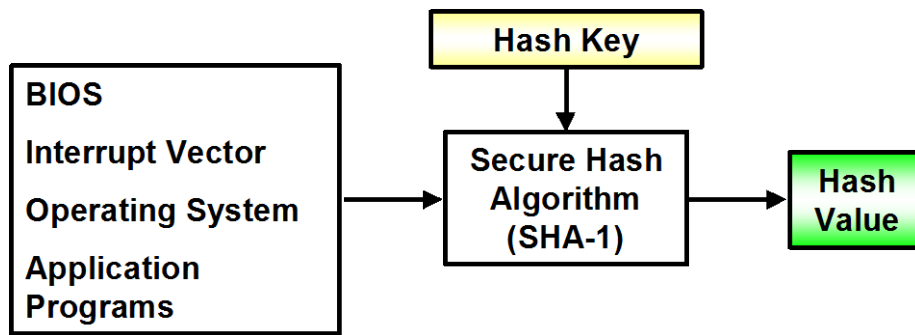 Hash Key
BIOS
Interrupt Vector
Operating System
Application
Programs
Secure Hash
Algorithm
(SHA-1)
Hash
Value